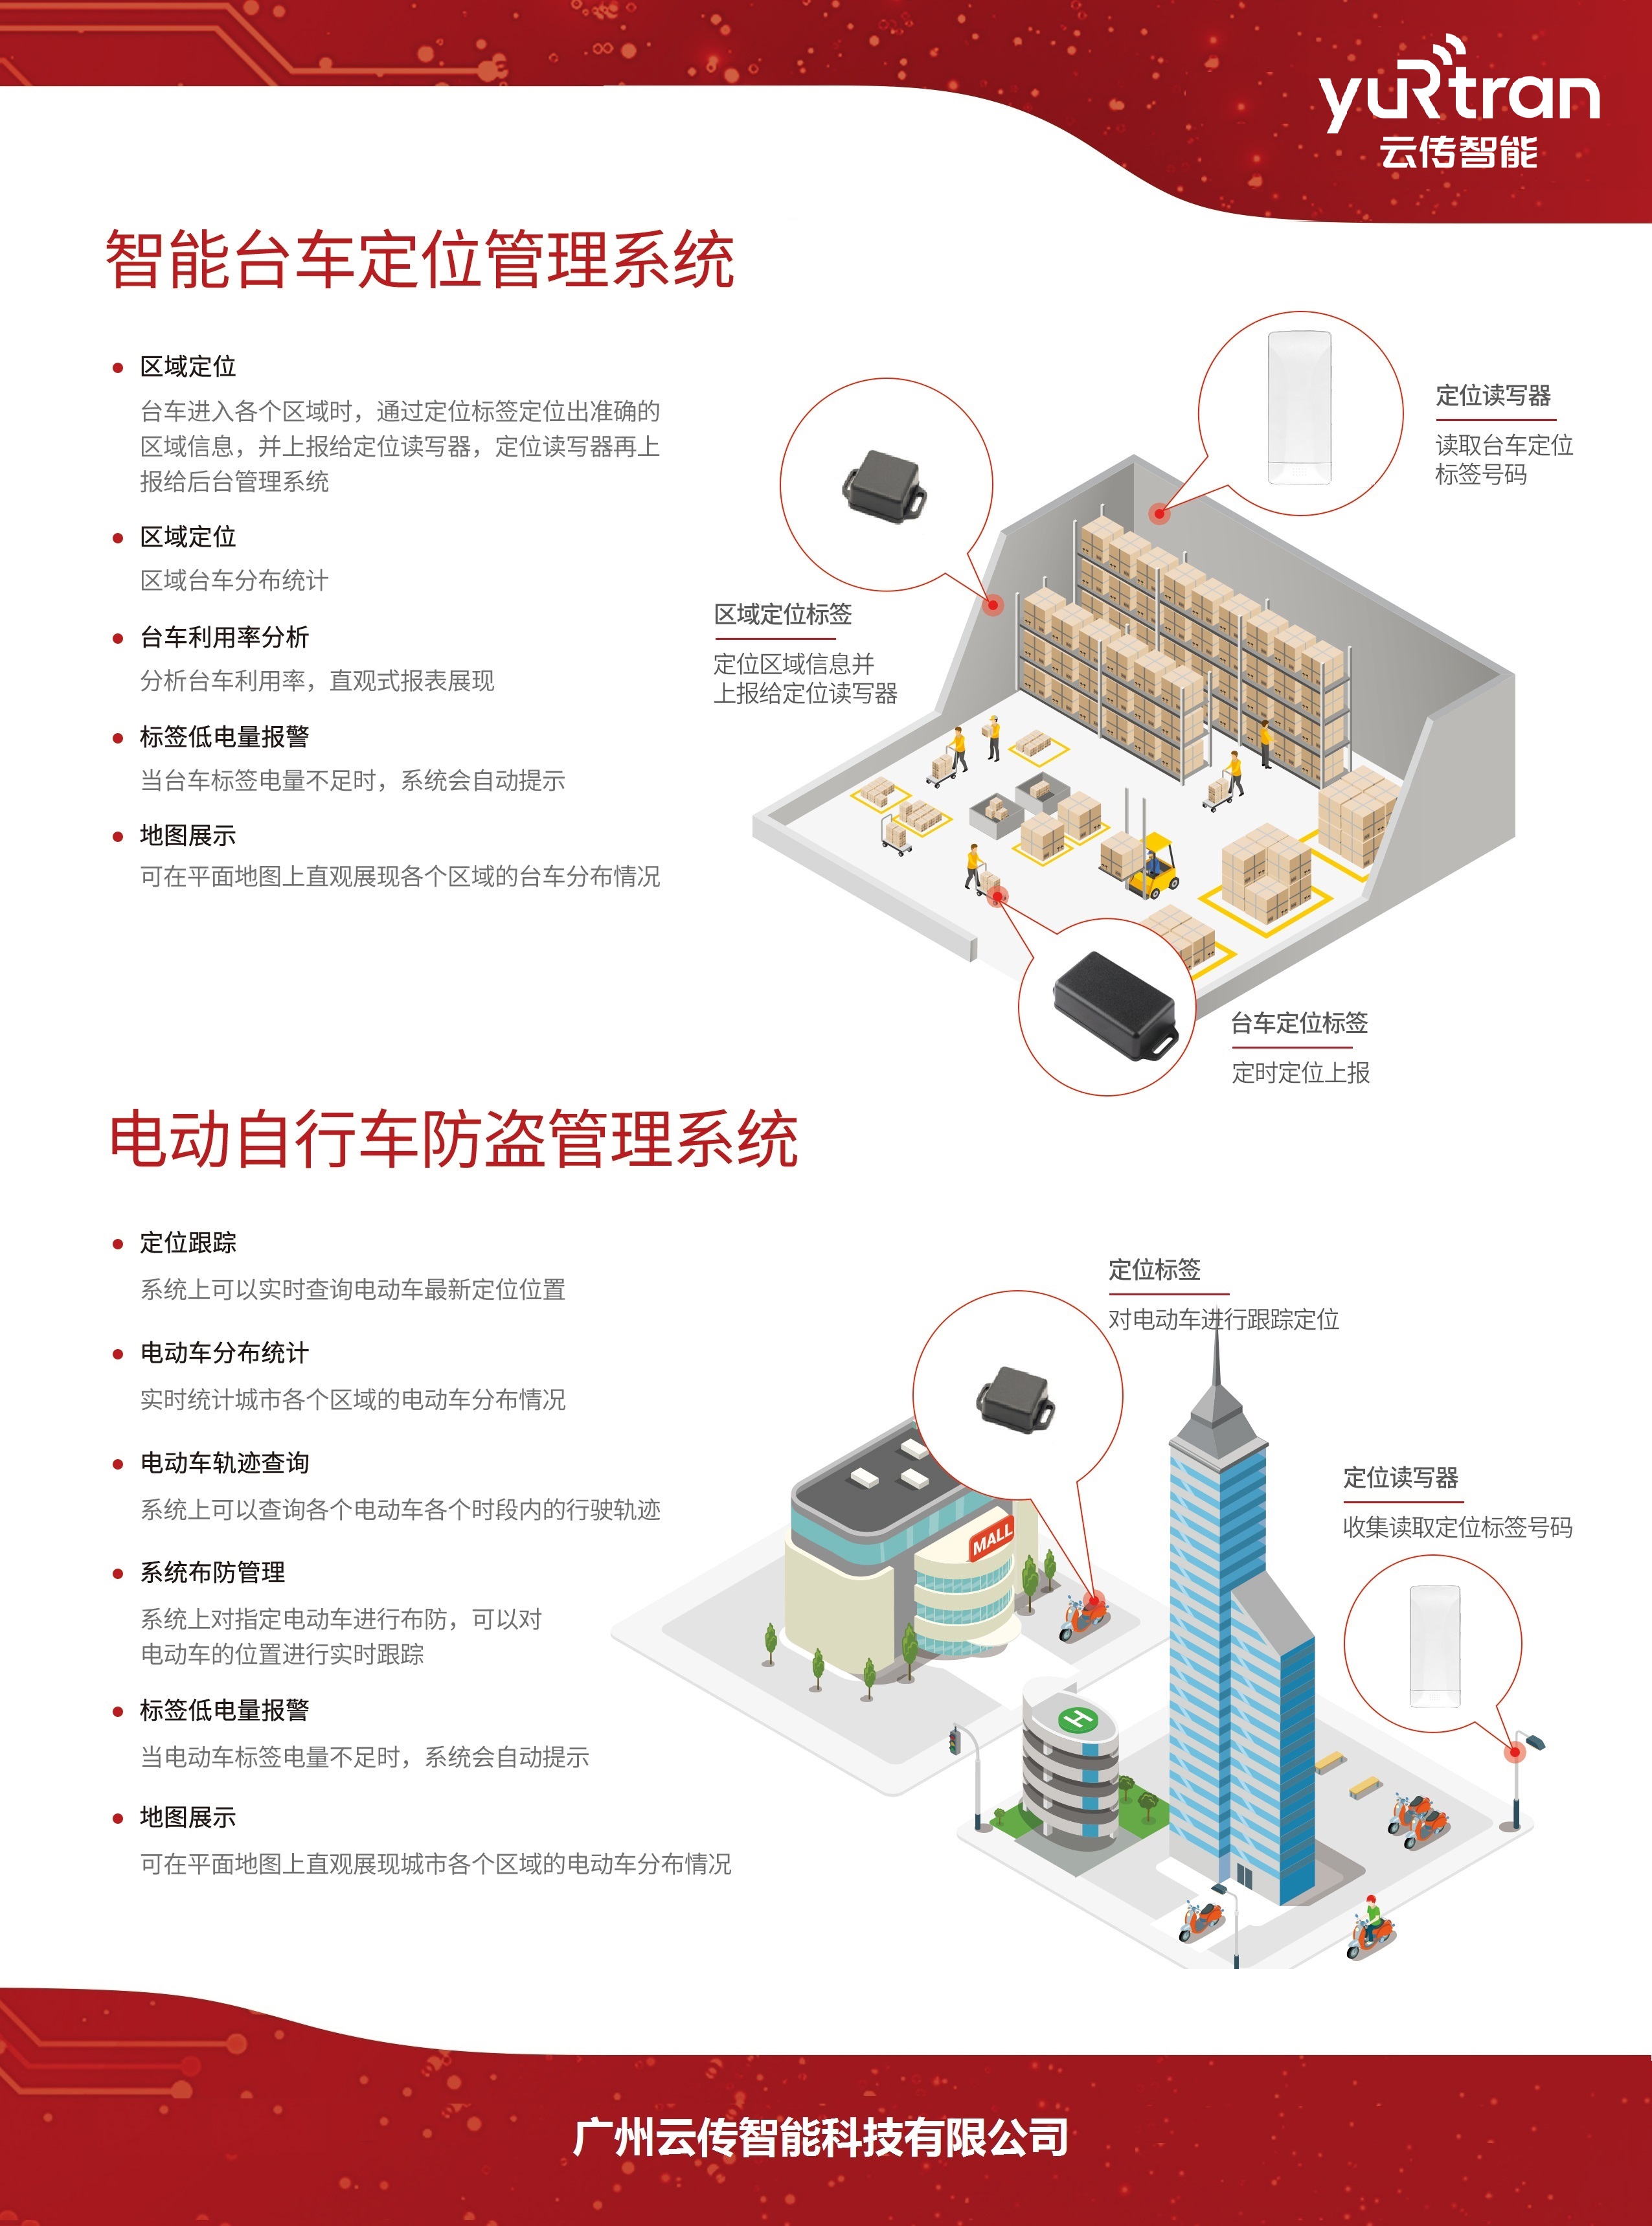 yuRtran
云传智能
智能台车定位管理系统
区域定位
台车进入各个区域时，通过定位标签定位出准确的
区域信息，并上报给定位读写器，定位读写器再上
报给后台管理系统
区域定位
区域台车分布统计
台车利用率分析
分析台车利用率，直观式报表展现
标签低电量报警
当台车标签电量不足时，系统会自动提示
地图展示
可在平面地图上直观展现各个区域的台车分布情况
定位读写器
读取台车定位
标签号码
区域定位标签
定位区域信息并
上报给定位读写器
台车定位标签
定时定位上报
电动自行车防盗管理系统
定位跟踪
系统上可以实时查询电动车最新定位位置
电动车分布统计
实时统计城市各个区域的电动车分布情况
电动车轨迹查询
系统上可以查询各个电动车各个时段内的行驶轨迹
系统布防管理
系统上对指定电动车进行布防，可以对
电动车的位置进行实时跟踪
标签低电量报警
当电动车标签电量不足时，系统会自动提示
地图展示
可在平面地图上直观展现城市各个区域的电动车分布情况
定位标签
对电动车进行跟踪定位
定位读写器
收集读取定位标签号码
MALL
H
广州云传智能科技有限公司